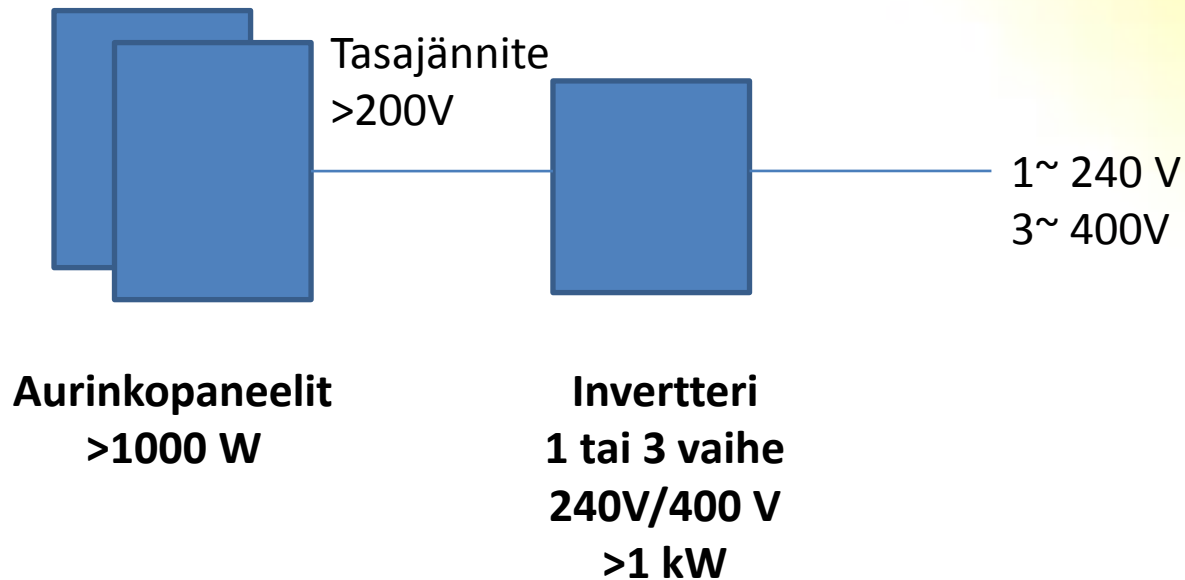 Tasajännite
>200V
1~ 240 V
3~ 400V
Aurinkopaneelit
>1000 W
Invertteri
1 tai 3 vaihe
240V/400 V
>1 kW